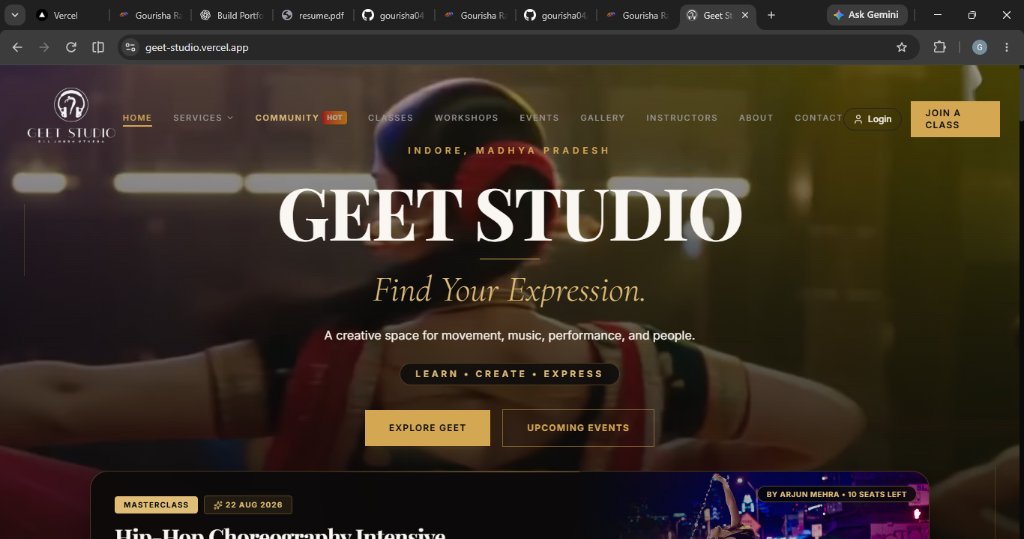 Vercel
Gourisha Ra
Build Portfo
resume.pdf
gourisha04
Gourisha Ra
gourisha04
Gourisha Ra
Geet St
Ask Gemini
geet-studio.vercel.app
G
GEET STUDIO
HOME
SERVICES
COMMUNITY HOT
CLASSES
WORKSHOPS
EVENTS
GALLERY
INSTRUCTORS
ABOUT
CONTACT
Login
JOIN A
CLASS
INDORE, MADHYA PRADESH
GEET STUDIO
Find Your Expression.
A creative space for movement, music, performance, and people.
LEARN • CREATE • EXPRESS
EXPLORE GEET
UPCOMING EVENTS
MASTERCLASS
22 AUG 2026
BY ARJUN MEHRA • 10 SEATS LEFT
Hip-Hop Choreography Intensive